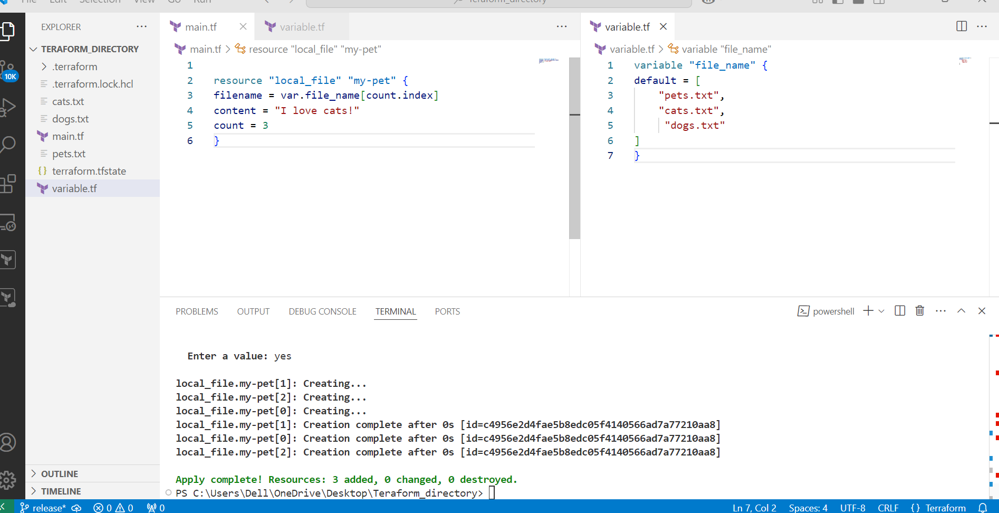 File Edit Selection View Go Run
Teraform_directory
EXPLORER
TERAFORM_DIRECTORY
.terraform
.terraform.lock.hcl
cats.txt
dogs.txt
main.tf
pets.txt
{} terraform.tfstate
variable.tf
10K
OUTLINE
TIMELINE
main.tf
variable.tf
main.tf > resource "local_file" "my-pet"
1
2 resource "local_file" "my-pet" {
3 filename = var.file_name[count.index]
4 content = "I love cats!"
5 count = 3
6 }
variable.tf
variable.tf > variable "file_name"
1 variable "file_name" {
2 default = [
3 "pets.txt",
4 "cats.txt",
5 "dogs.txt"
6 ]
7 }
PROBLEMS OUTPUT DEBUG CONSOLE TERMINAL PORTS
powershell
Enter a value: yes
local_file.my-pet[1]: Creating...
local_file.my-pet[2]: Creating...
local_file.my-pet[0]: Creating...
local_file.my-pet[1]: Creation complete after 0s [id=c4956e2d4fae5b8edc05f4140566ad7a77210aa8]
local_file.my-pet[0]: Creation complete after 0s [id=c4956e2d4fae5b8edc05f4140566ad7a77210aa8]
local_file.my-pet[2]: Creation complete after 0s [id=c4956e2d4fae5b8edc05f4140566ad7a77210aa8]
Apply complete! Resources: 3 added, 0 changed, 0 destroyed.
PS C:\Users\Dell\OneDrive\Desktop\Teraform_directory>
release* 0 0 0
Ln 7, Col 2 Spaces: 4 UTF-8 CRLF {} Terraform